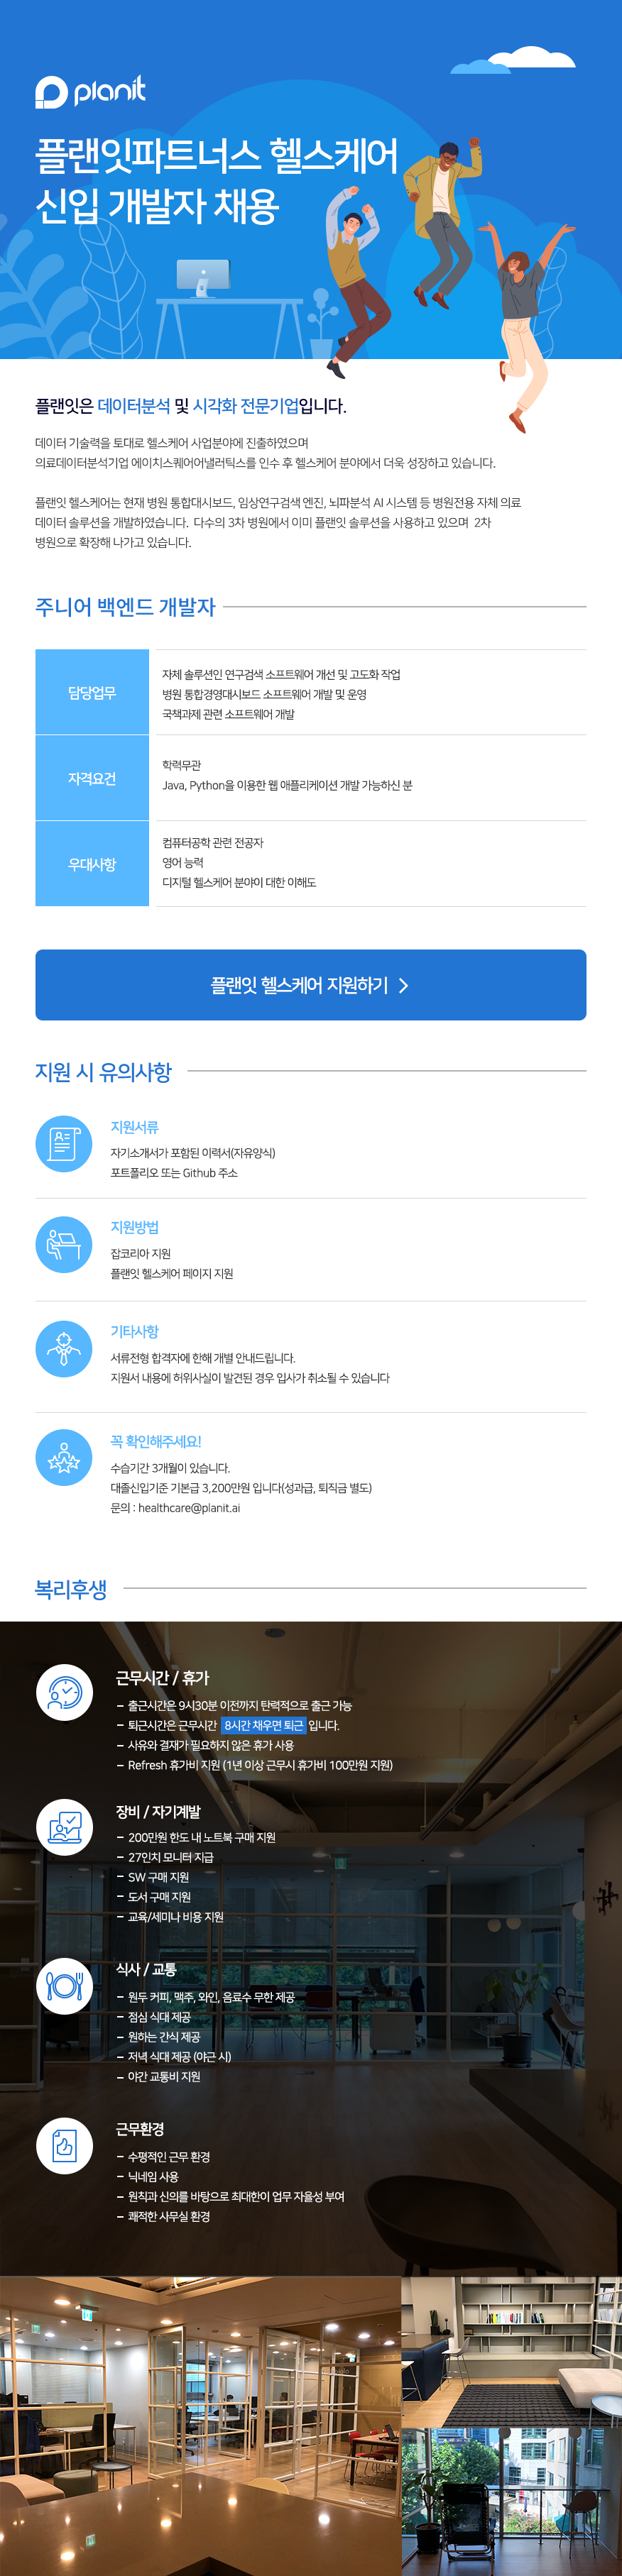 planit
플랜잇파트너스 헬스케어
신입 개발자 채용
플랜잇은 데이터분석 및 시각화 전문기업입니다.
데이터 기술력을 토대로 헬스케어 사업분야에 진출하였으며
의료데이터분석기업 에이치스퀘어어낼러틱스를 인수 후 헬스케어 분야에서 더욱 성장하고 있습니다.
플랜잇 헬스케어는 현재 병원 통합대시보드, 임상연구검색 엔진, 뇌파분석 AI 시스템 등 병원전용 자체 의료
데이터 솔루션을 개발하였습니다. 다수의 3차 병원에서 이미 플랜잇 솔루션을 사용하고 있으며 2차
병원으로 확장해 나가고 있습니다.
주니어 백엔드 개발자
담당업무
자체 솔루션인 연구검색 소프트웨어 개선 및 고도화 작업
병원 통합경영대시보드 소프트웨어 개발 및 운영
국책과제 관련 소프트웨어 개발
자격요건
학력무관
Java, Python을 이용한 웹 애플리케이션 개발 가능하신 분
우대사항
컴퓨터공학 관련 전공자
영어 능력
디지털 헬스케어 분야이 대한 이해도
플랜잇 헬스케어 지원하기 >
지원 시 유의사항
지원서류
자기소개서가 포함된 이력서(자유양식)
포트폴리오 또는 Github 주소
지원방법
잡코리아 지원
플랜잇 헬스케어 페이지 지원
기타사항
서류전형 합격자에 한해 개별 안내드립니다.
지원서 내용에 허위사실이 발견된 경우 입사가 취소될 수 있습니다
꼭 확인해주세요!
수습기간 3개월이 있습니다.
대졸신입기준 기본급 3,200만원 입니다(성과급, 퇴직금 별도)
문의 : healthcare@planit.ai
복리후생
근무시간 / 휴가
– 출근시간은 9시30분 이전까지 탄력적으로 출근 가능
– 퇴근시간은 근무시간 8시간 채우면 퇴근 입니다.
– 사유와 결재가 필요하지 않은 휴가 사용
– Refresh 휴가비 지원 (1년 이상 근무시 휴가비 100만원 지원)
장비 / 자기계발
– 200만원 한도 내 노트북 구매 지원
– 27인치 모니터 지급
– SW 구매 지원
– 도서 구매 지원
– 교육/세미나 비용 지원
식사 / 교통
– 원두 커피, 맥주, 와인, 음료수 무한 제공
– 점심 식대 제공
– 원하는 간식 제공
– 저녁 식대 제공 (야근 시)
– 야간 교통비 지원
근무환경
– 수평적인 근무 환경
– 닉네임 사용
– 원칙과 신의를 바탕으로 최대한이 업무 자율성 부여
– 쾌적한 사무실 환경